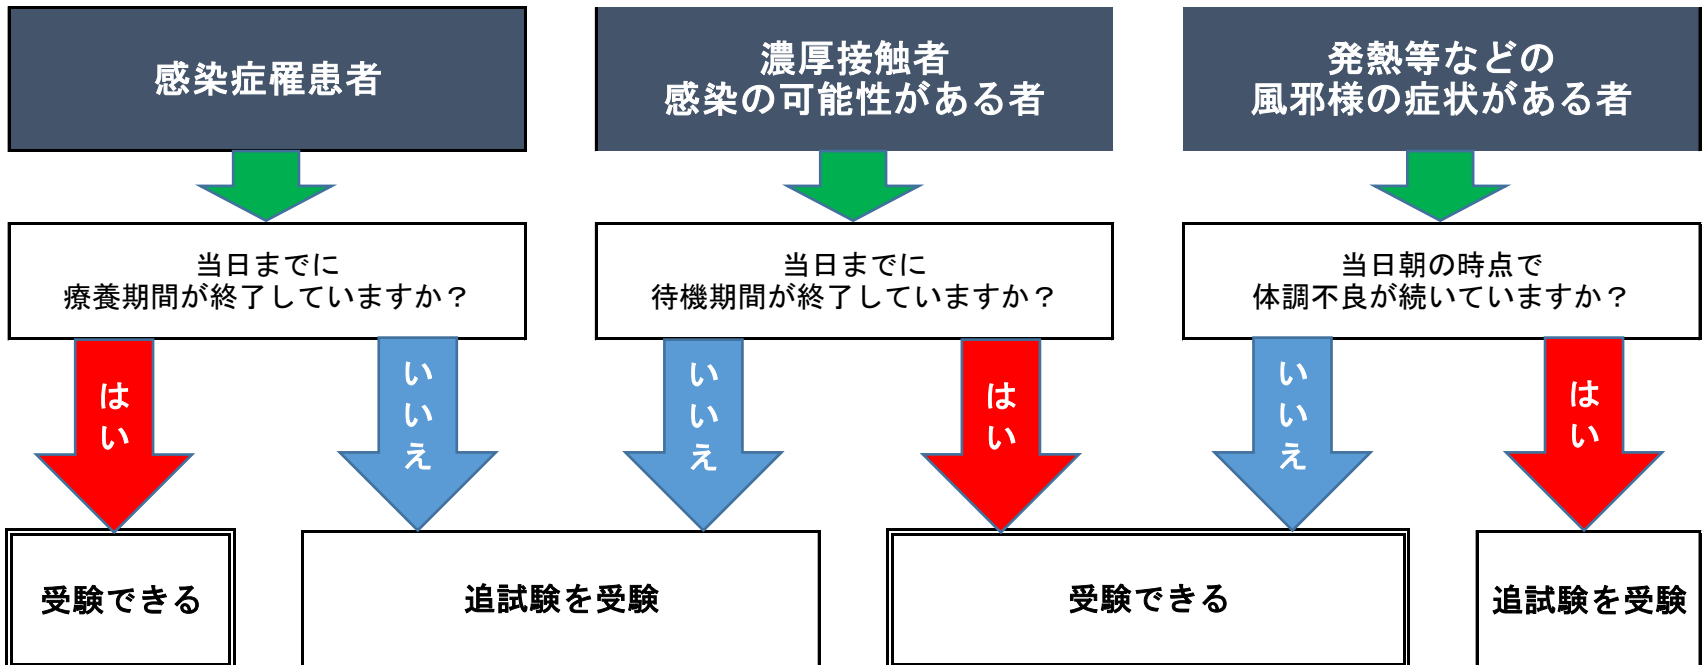 感染症罹患者
濃厚接触者
感染の可能性がある者
発熱等などの
風邪様の症状がある者
当日までに
療養期間が終了していますか？
当日までに
待機期間が終了していますか？
当日朝の時点で
体調不良が続いていますか？
はい
いいえ
いいえ
はい
いいえ
はい
受験できる
追試験を受験
受験できる
追試験を受験